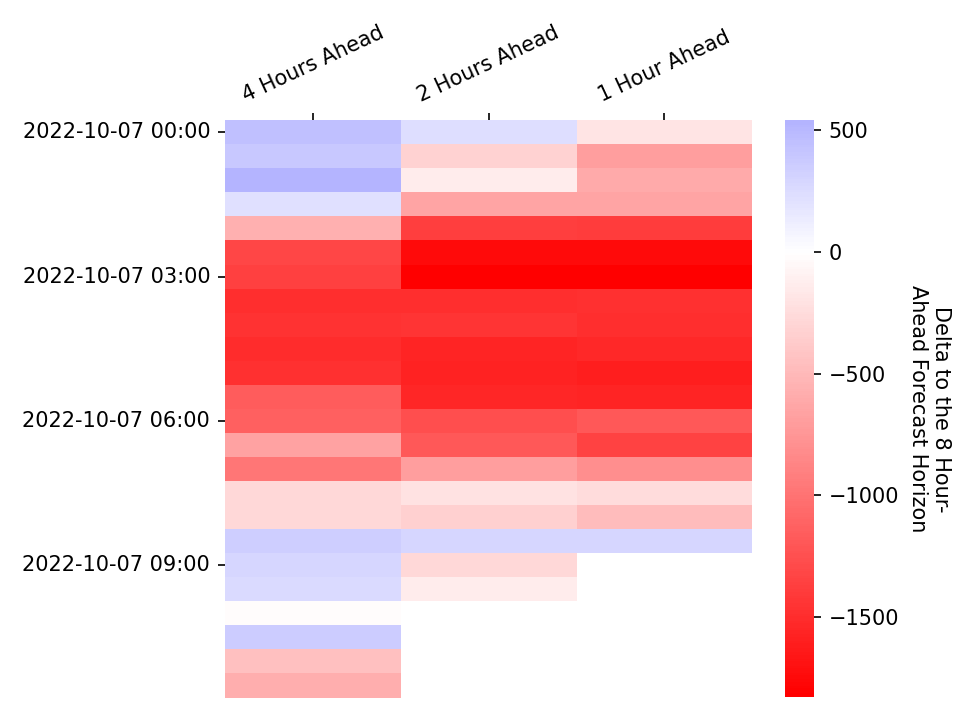 4 Hours Ahead
2 Hours Ahead
1 Hour Ahead
2022-10-07 00:00
2022-10-07 03:00
2022-10-07 06:00
2022-10-07 09:00
500
0
−500
−1000
−1500
Delta to the 8 Hour-
Ahead Forecast Horizon